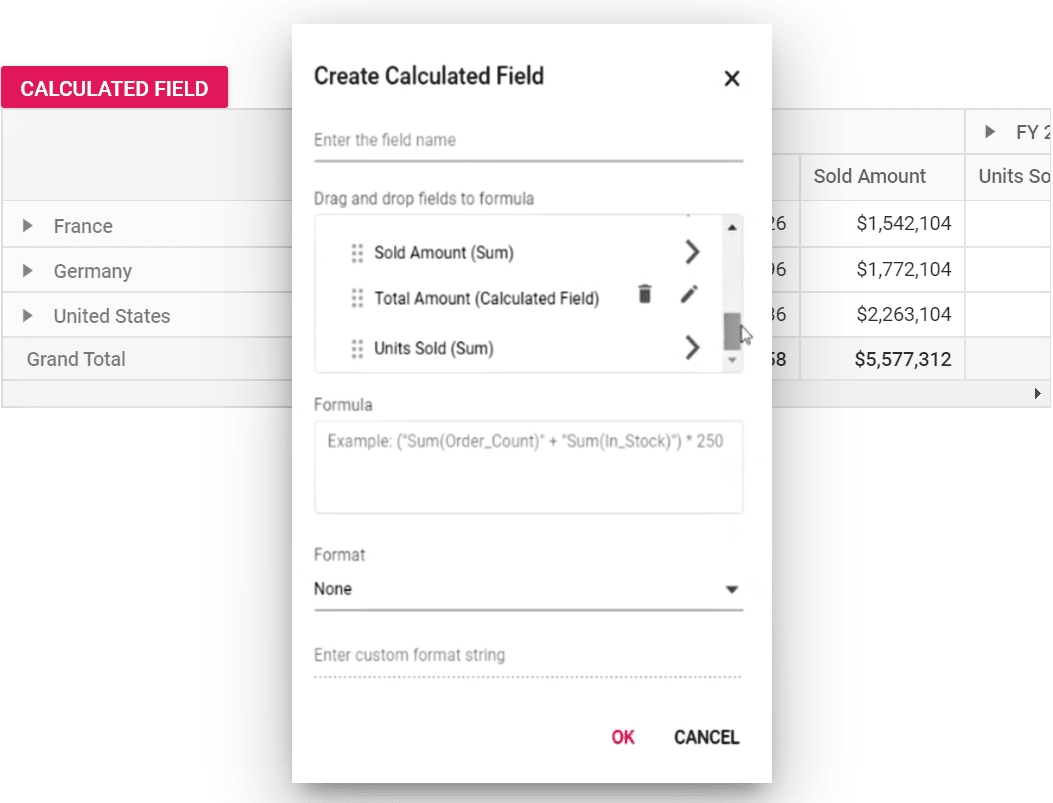 Create Calculated Field
CALCULATED FIELD
Enter the field name
FY 2
Sold Amount
Units So
Drag and drop fields to formula
France
26
$1,542,104
Sold Amount (Sum)
Germany
96
$1,772,104
Total Amount (Calculated Field)
United States
36
$2,263,104
Units Sold (Sum)
Grand Total
58
$5,577,312
Formula
Example: ("Sum(Order_Count)" + "Sum(In_Stock)") * 250
Format
None
Enter custom format string
OK
CANCEL